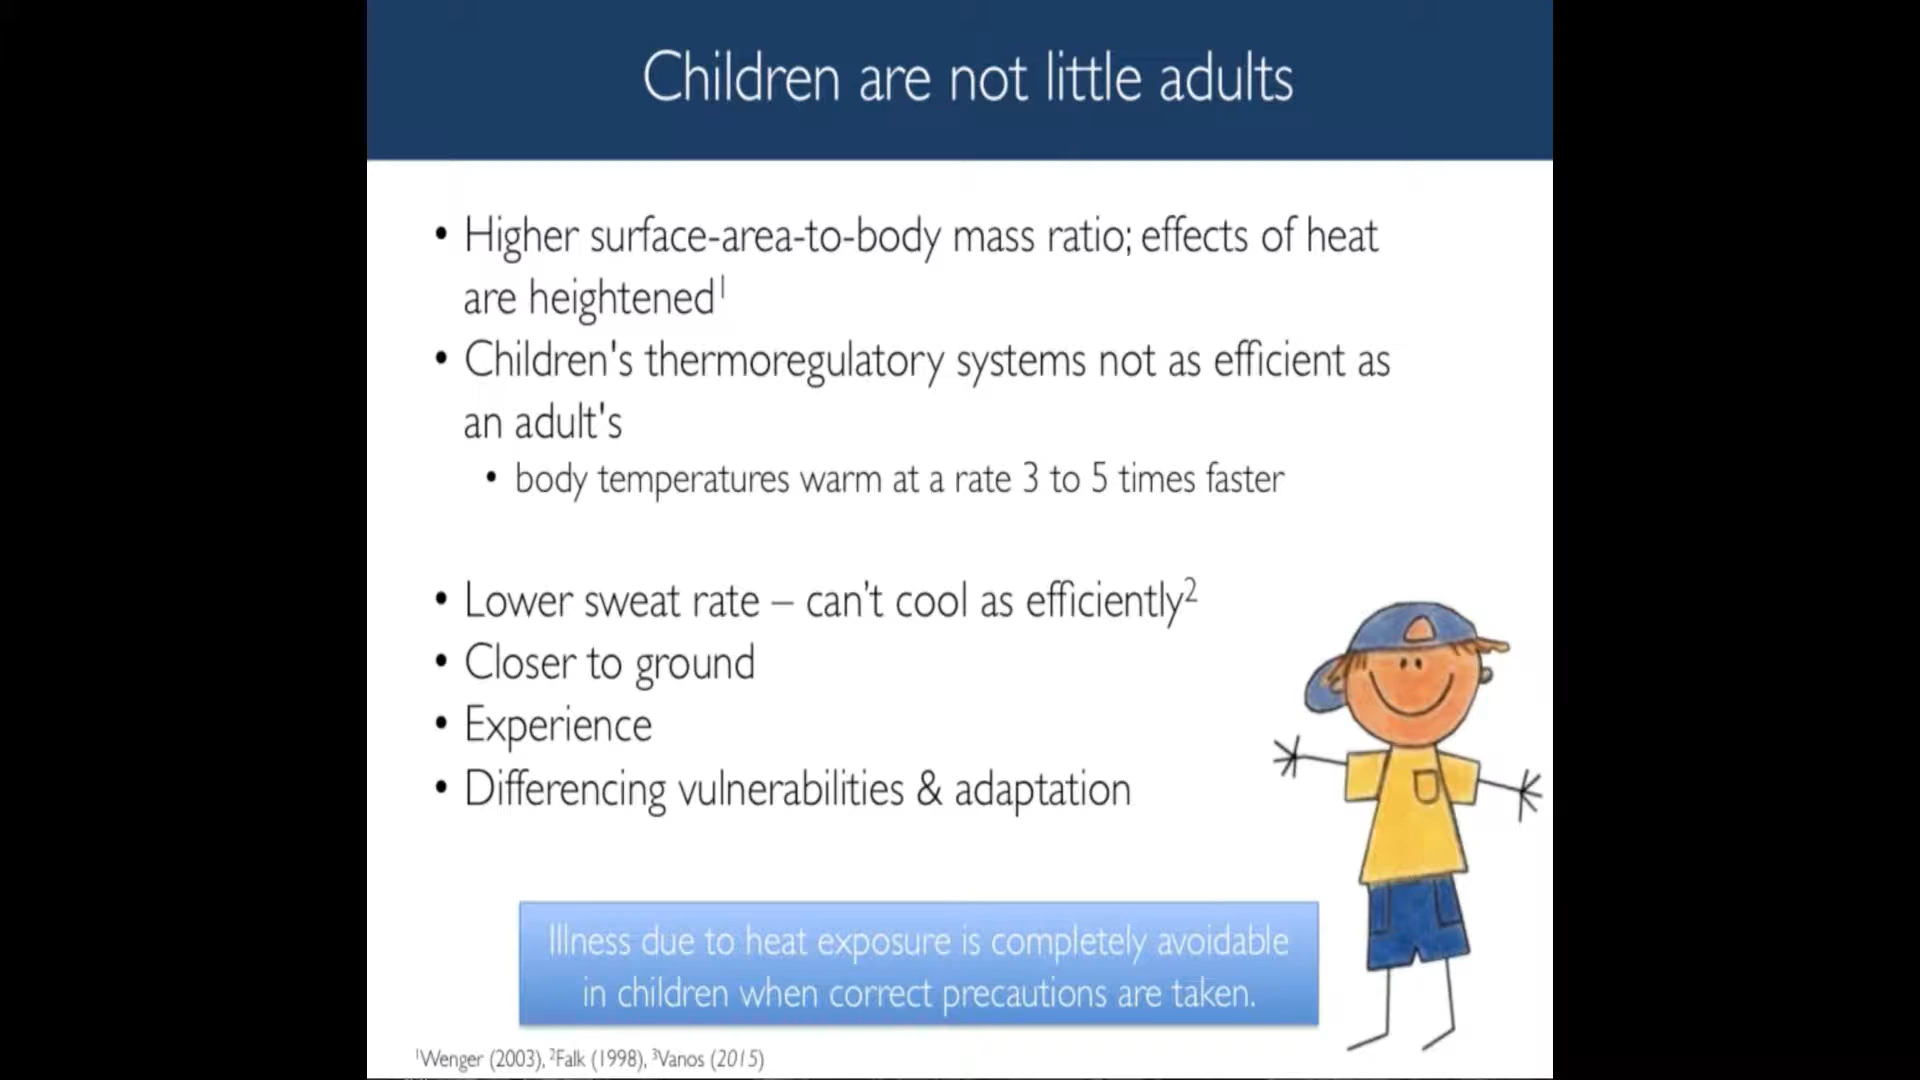 Children are not little adults
• Higher surface-area-to-body mass ratio; effects of heat
are heightened¹
• Children's thermoregulatory systems not as efficient as
an adult's
• body temperatures warm at a rate 3 to 5 times faster
• Lower sweat rate – can't cool as efficiently²
• Closer to ground
• Experience
• Differencing vulnerabilities & adaptation
Illness due to heat exposure is completely avoidable
in children when correct precautions are taken.
¹Wenger (2003), ²Falk (1998), ³Vanos (2015)